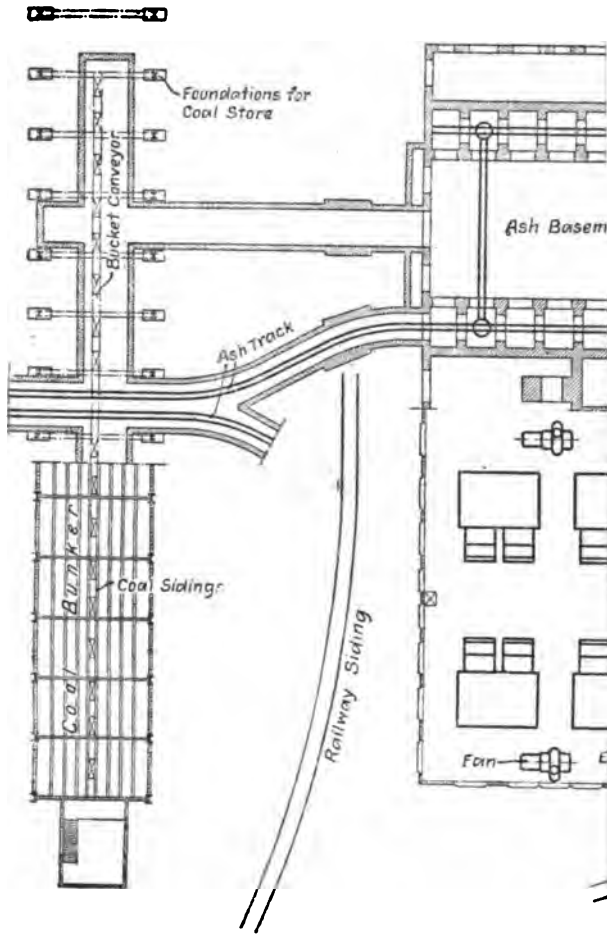 Foundations for
Coal Store
Bucket Conveyor
Ash Basem
Ash Track
Coal Bunker
Coal Sidings
Railway Siding
Fan
E